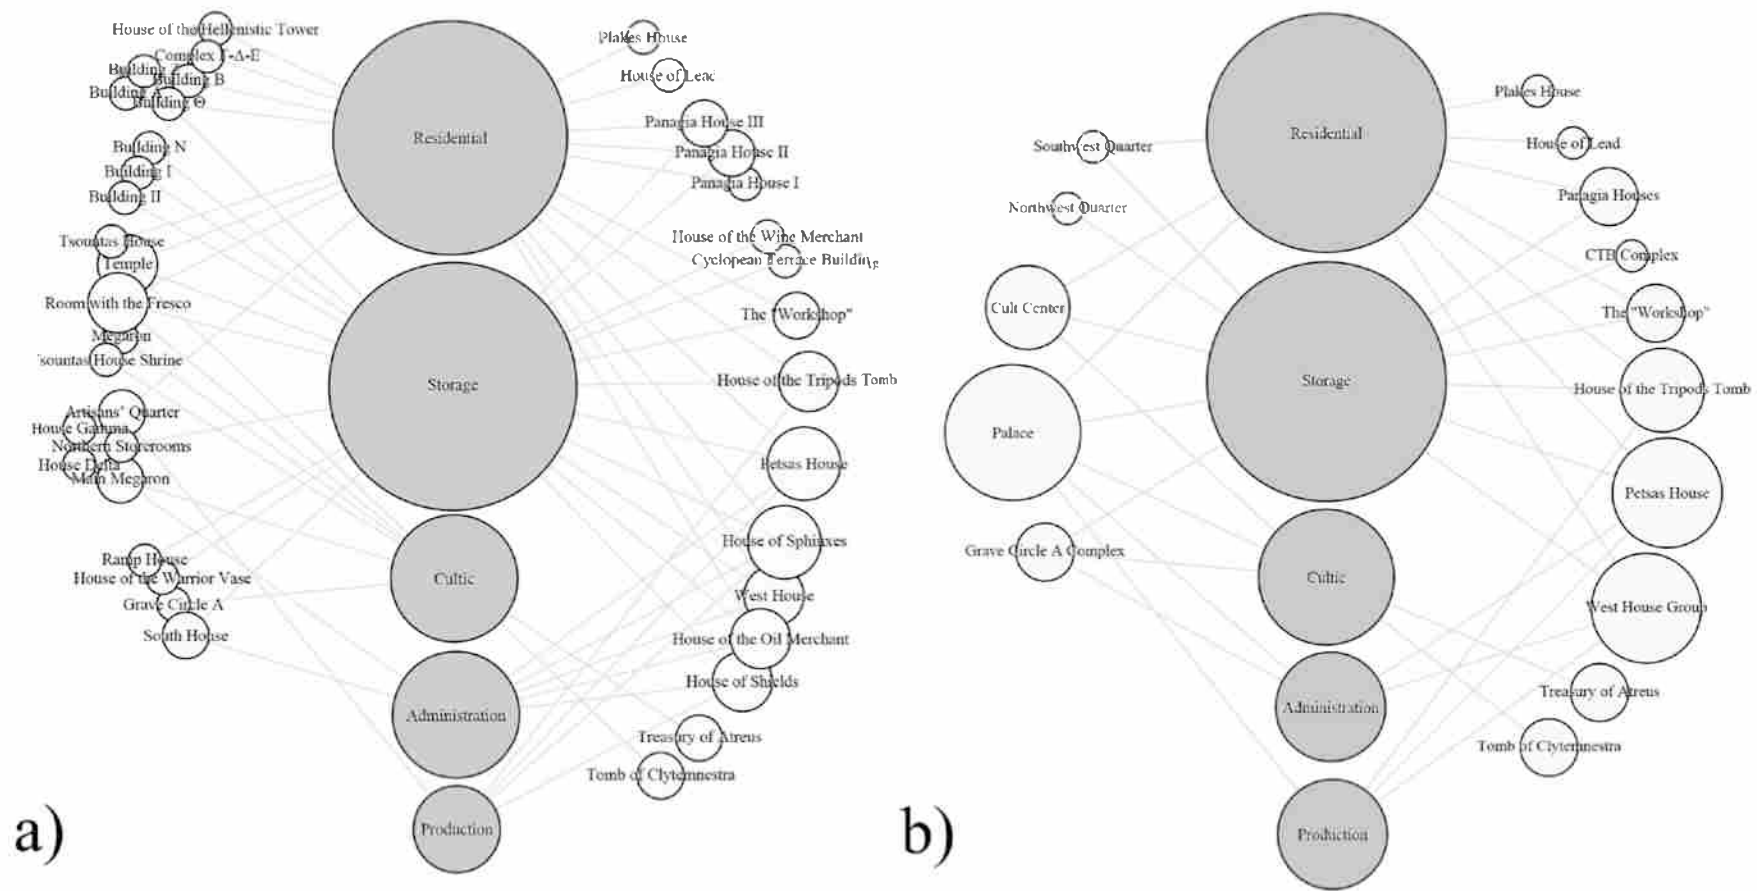 House of the Hellenistic Tower
Complex Γ-Δ-E
Building B
Building A
Building Θ
Building N
Building I
Building II
Tsountas House
Temple
Room with the Fresco
Megaron
Tsountas House Shrine
Artisans' Quarter
House Gamma
Northern Storerooms
House Delta
Main Megaron
Ramp House
House of the Warrior Vase
Grave Circle A
South House
Residential
Storage
Cultic
Administration
Production
Plakes House
House of Lead
Panagia House III
Panagia House II
Panagia House I
House of the Wine Merchant
Cyclopean Terrace Building
The "Workshop"
House of the Tripods Tomb
Petsas House
House of Sphinxes
West House
House of the Oil Merchant
House of Shields
Treasury of Atreus
Tomb of Clytemnestra
a)
Southwest Quarter
Northwest Quarter
Cult Center
Palace
Grave Circle A Complex
Residential
Storage
Cultic
Administration
Production
Plakes House
House of Lead
Panagia Houses
CTB Complex
The "Workshop"
House of the Tripods Tomb
Petsas House
West House Group
Treasury of Atreus
Tomb of Clytemnestra
b)